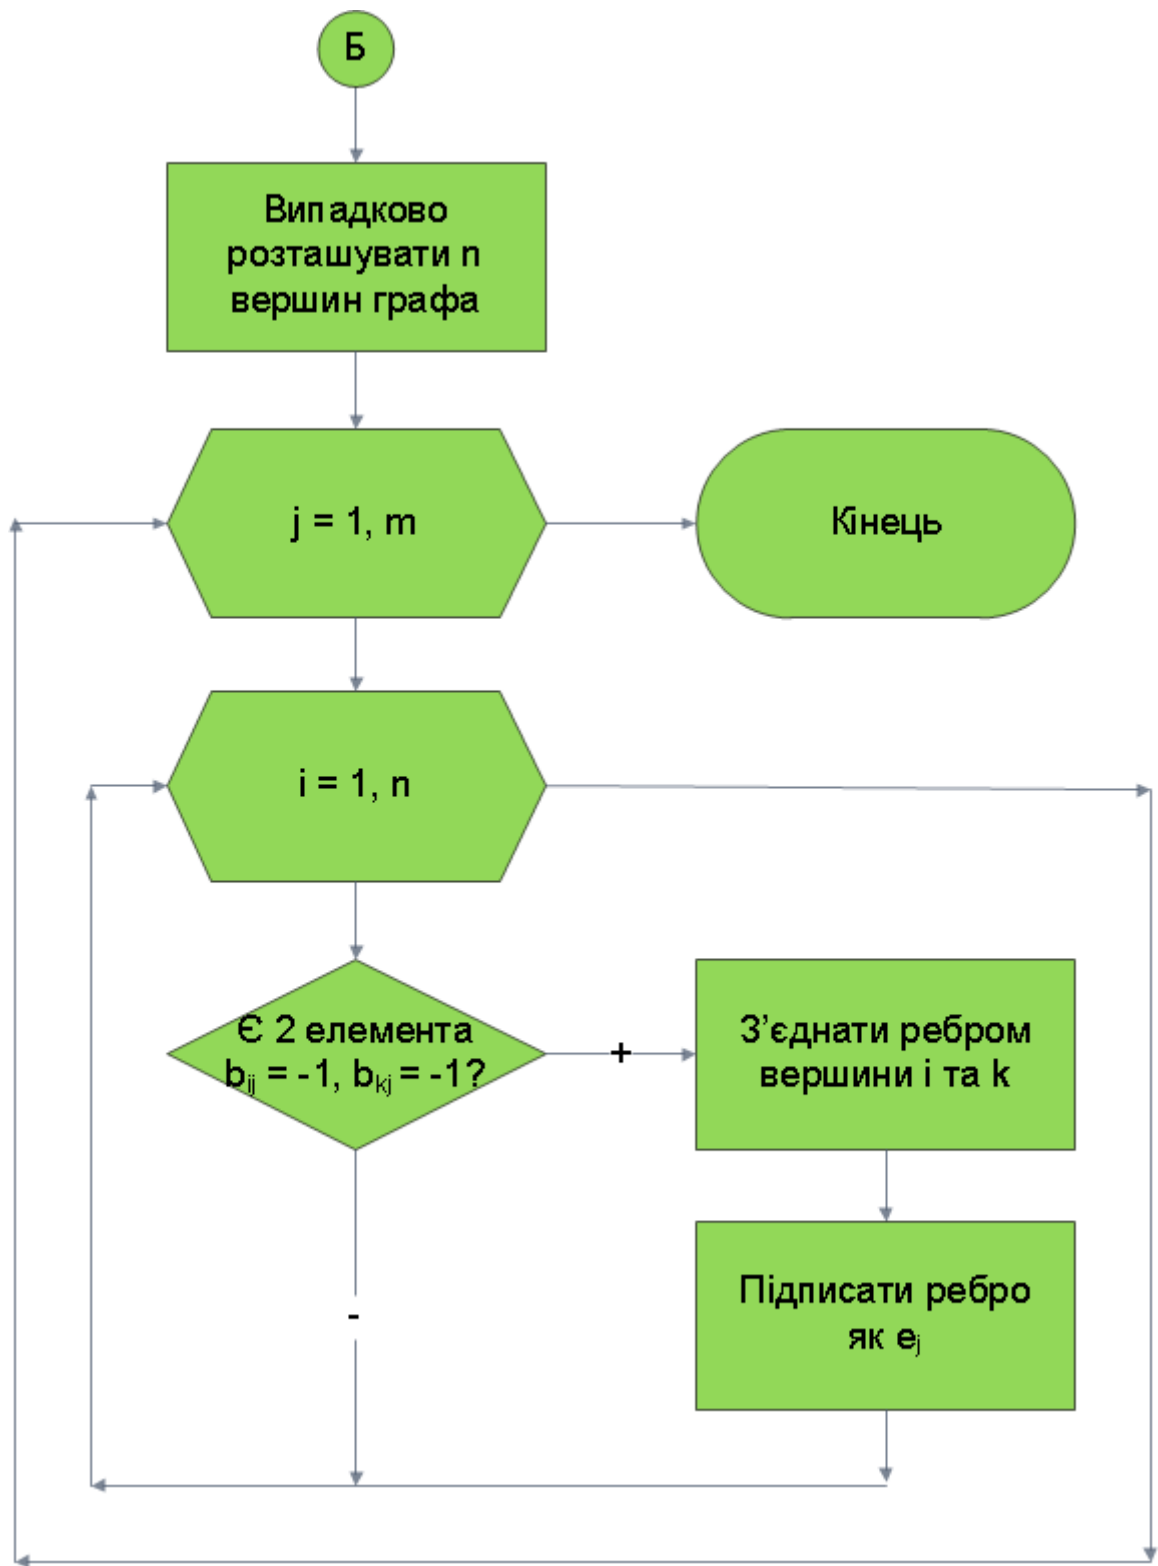 Б
Випадково
розташувати n
вершин графа
j = 1, m
Кінець
i = 1, n
Є 2 елемента
bij = -1, bkj = -1?
+
З’єднати ребром
вершини i та k
Підписати ребро
як ej
-